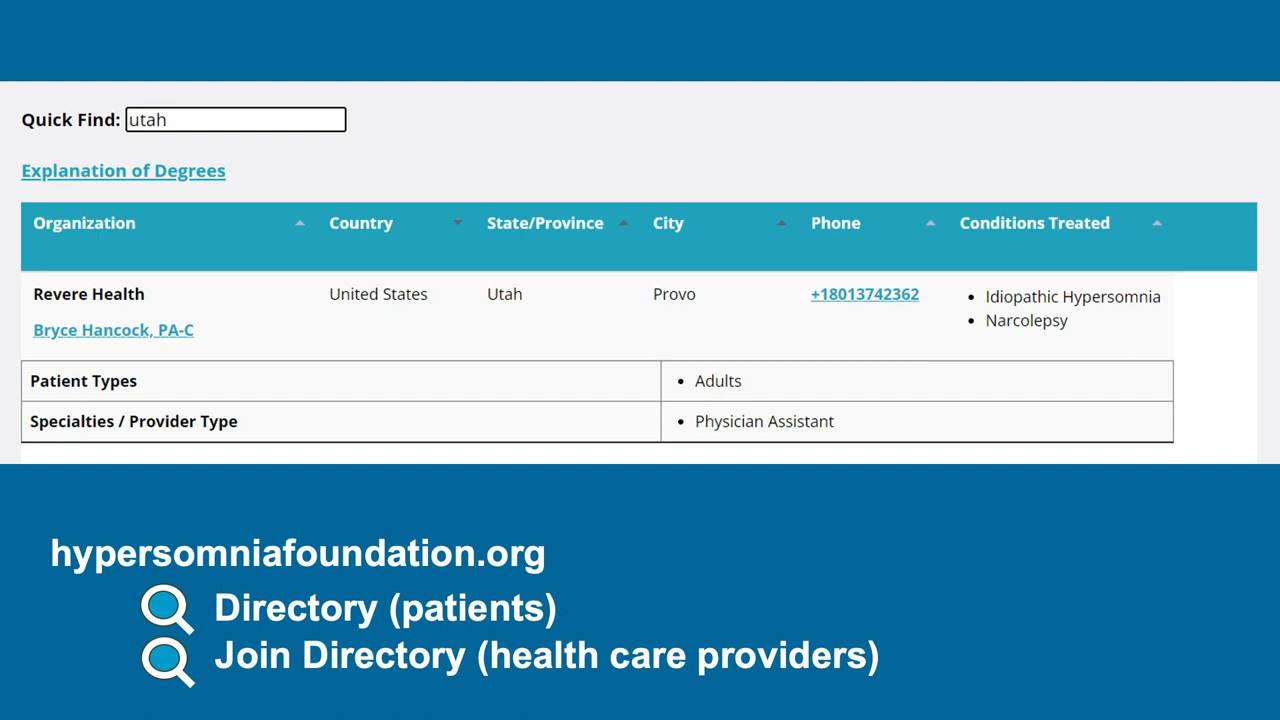 Quick Find: utah
Explanation of Degrees
Organization Country State/Province City Phone Conditions Treated
Revere Health United States Utah Provo +18013742362 • Idiopathic Hypersomnia
• Narcolepsy
Bryce Hancock, PA-C
Patient Types • Adults
Specialties / Provider Type • Physician Assistant
hypersomniafoundation.org
Directory (patients)
Join Directory (health care providers)